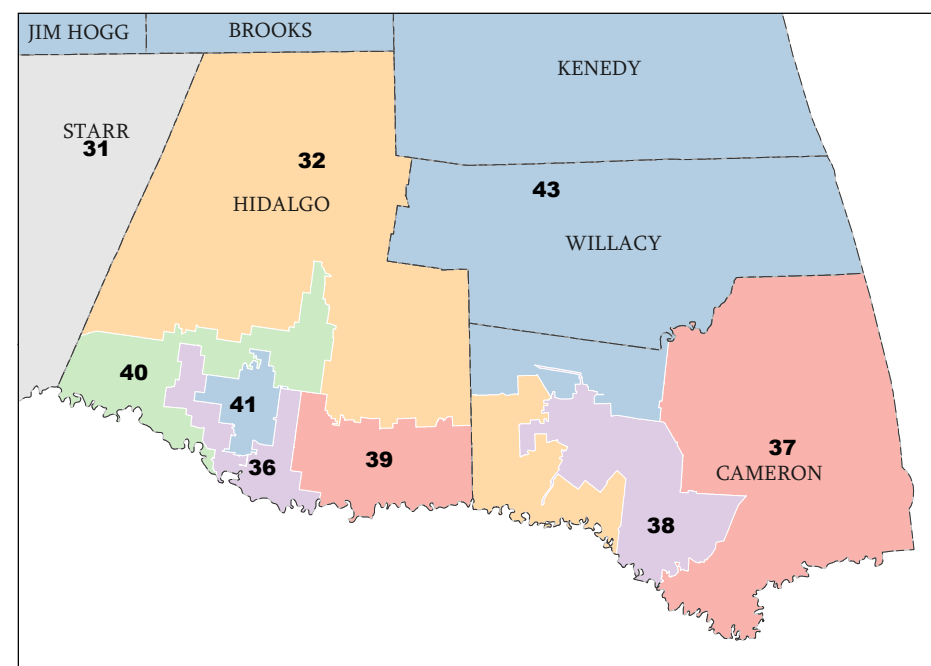 JIM HOGG
BROOKS
KENEDY
STARR
31
32
HIDALGO
43
WILLACY
40
41
36
39
37
CAMERON
38